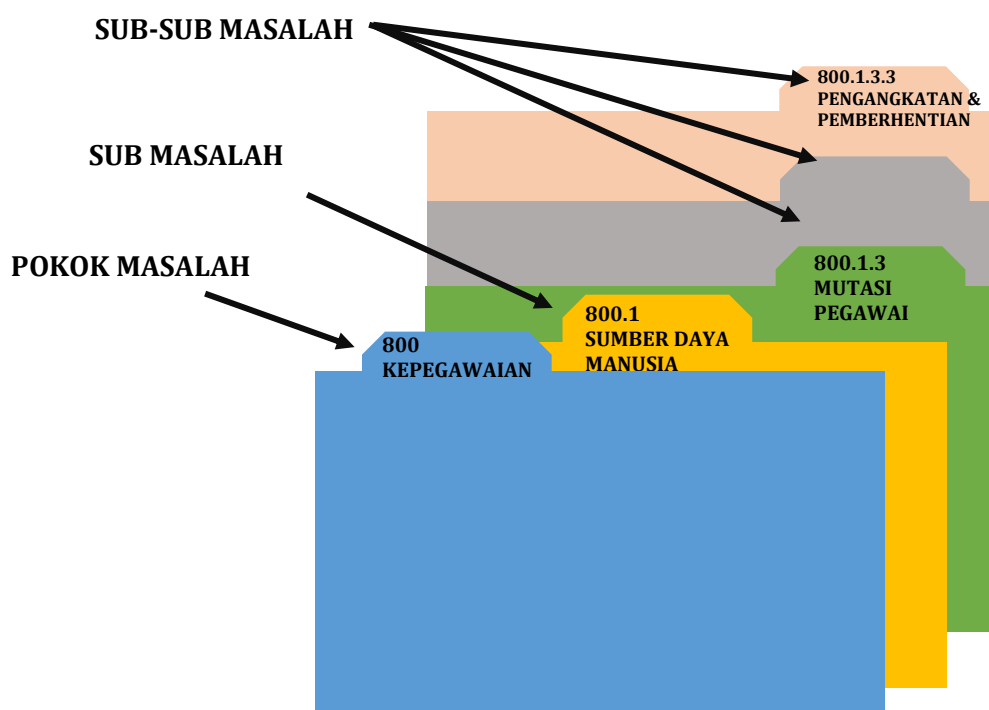 SUB-SUB MASALAH
800.1.3.3
PENGANGKATAN &
PEMBERHENTIAN
SUB MASALAH
POKOK MASALAH
800.1.3
MUTASI
PEGAWAI
800.1
SUMBER DAYA
MANUSIA
800
KEPEGAWAIAN